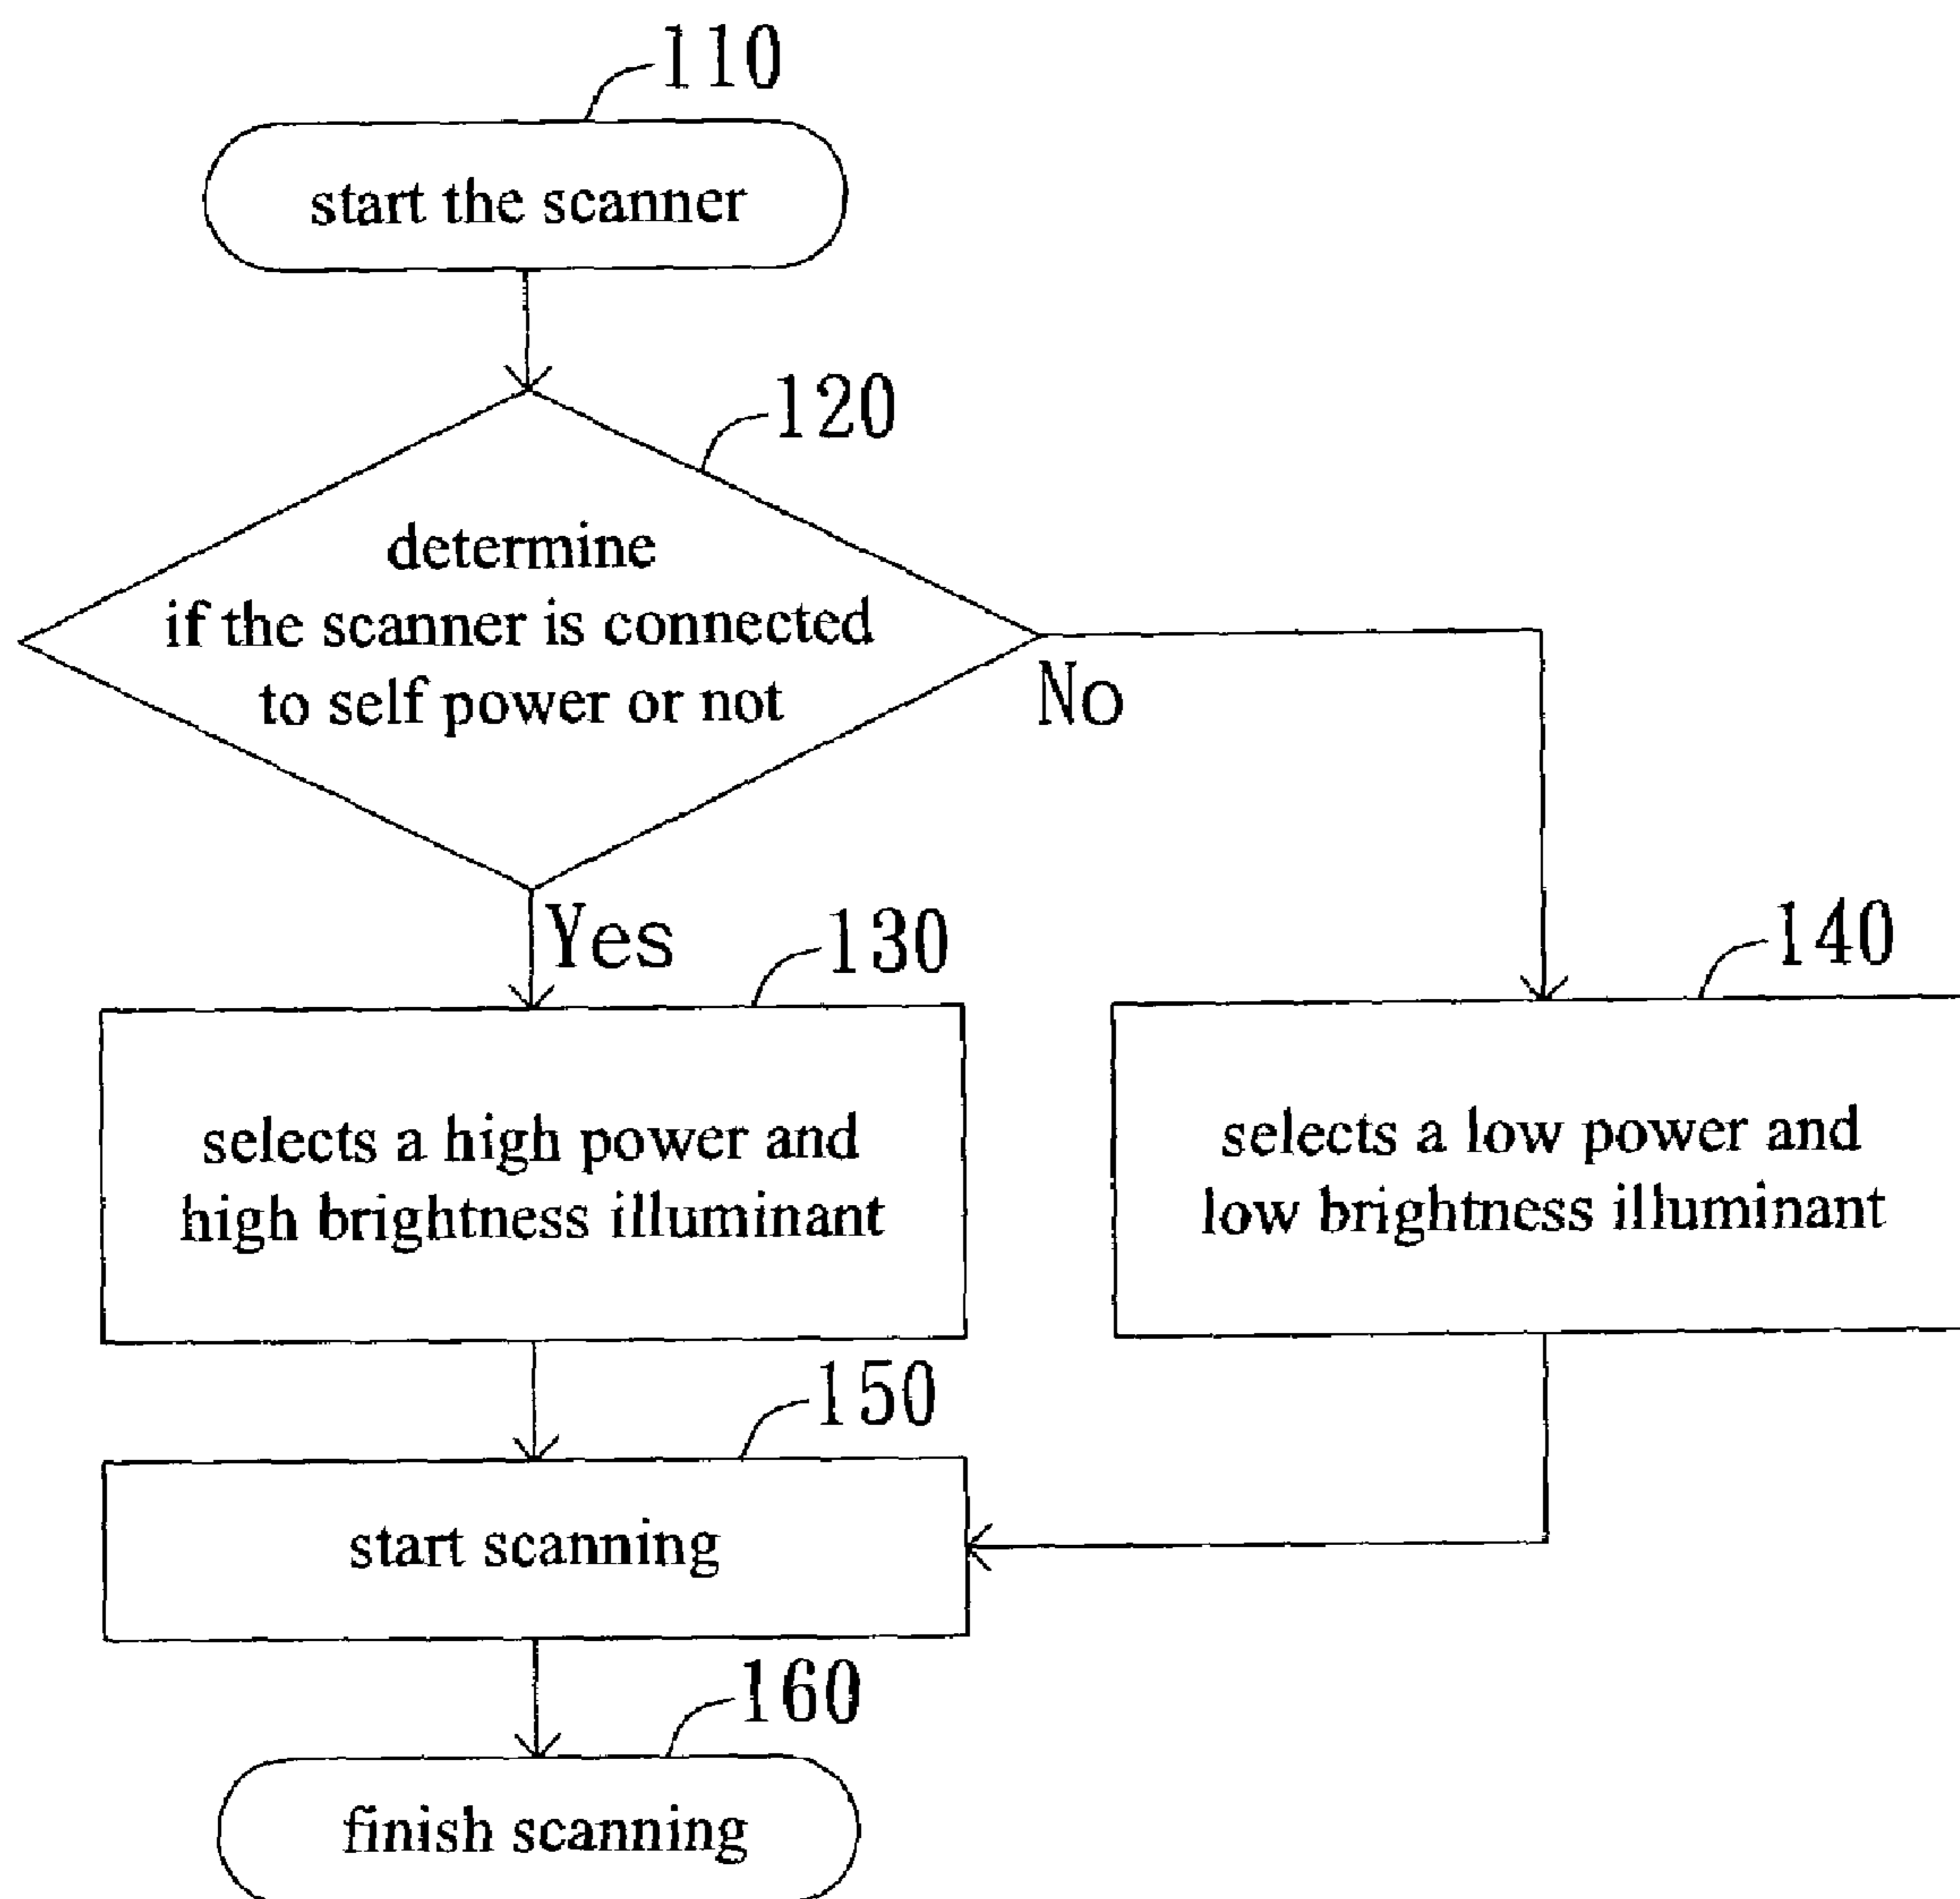 110
start the scanner
120
determine
if the scanner is connected
to self power or not
No
Yes
130
selects a high power and
high brightness illuminant
140
selects a low power and
low brightness illuminant
150
start scanning
160
finish scanning